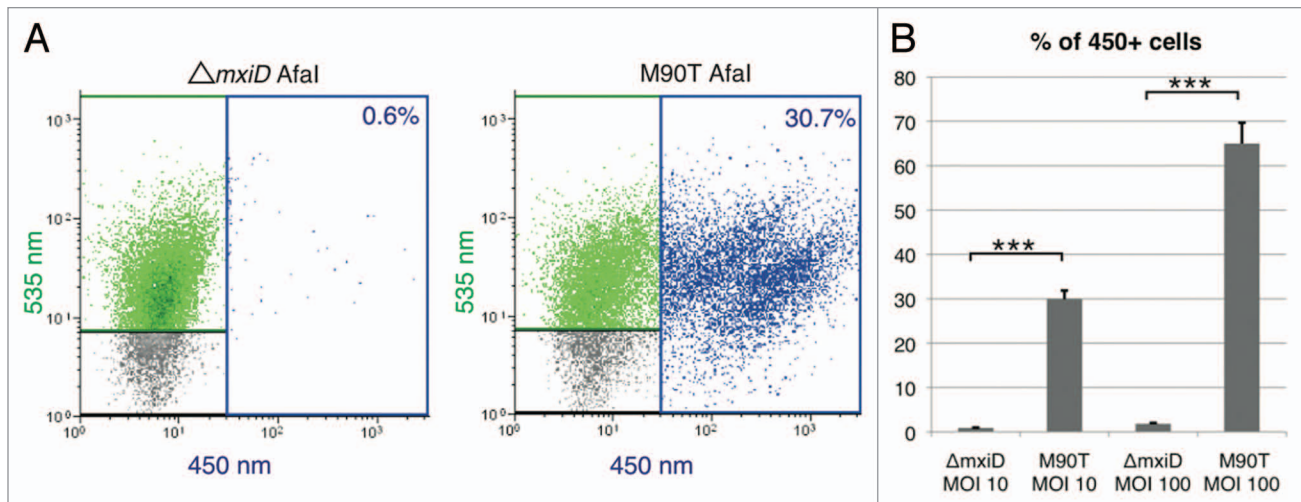 A
△mxiD AfaI
0.6%
10³
10²
10¹
10⁰
535 nm
10⁰ 10¹ 10² 10³
450 nm
M90T AfaI
30.7%
10³
10²
10¹
10⁰
535 nm
10⁰ 10¹ 10² 10³
450 nm
B
% of 450+ cells
80
70
60
50
40
30
20
10
0
***
***
ΔmxiD
MOI 10
M90T
MOI 10
ΔmxiD
MOI 100
M90T
MOI 100